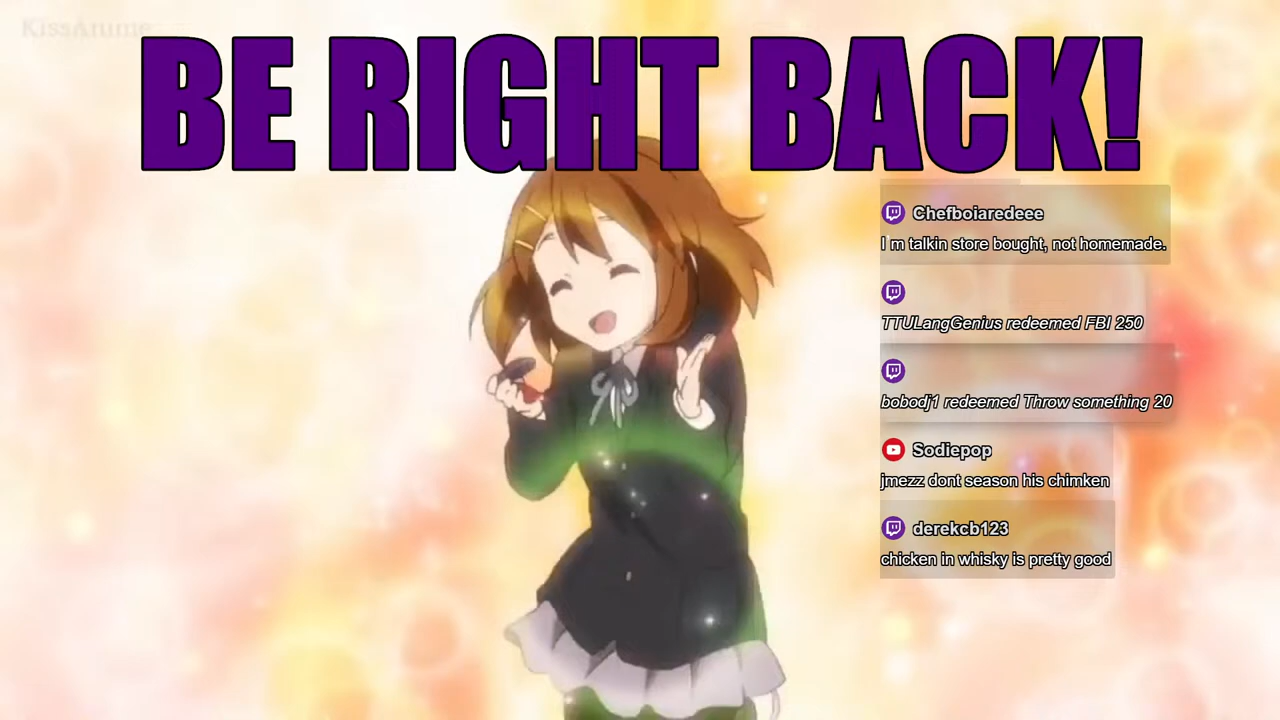 KissAnime
BE RIGHT BACK!
Chefboiaredeee
I m talkin store bought, not homemade.
TTULangGenius redeemed FBI 250
bobodj1 redeemed Throw something 20
Sodiepop
jmezz dont season his chimken
derekcb123
chicken in whisky is pretty good